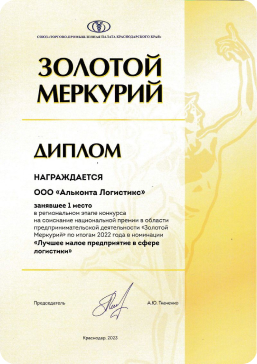 СОЮЗ «ТОРГОВО-ПРОМЫШЛЕННАЯ ПАЛАТА КРАСНОДАРСКОГО КРАЯ»
ЗОЛОТОЙ
МЕРКУРИЙ
ДИПЛОМ
НАГРАЖДАЕТСЯ
ООО «Альконта Логистикс»
занявшее 1 место
в региональном этапе конкурса
на соискание национальной премии в области
предпринимательской деятельности «Золотой
Меркурий» по итогам 2022 года в номинации
«Лучшее малое предприятие в сфере
логистики»
Председатель
А.Ю. Ткаченко
Краснодар, 2023